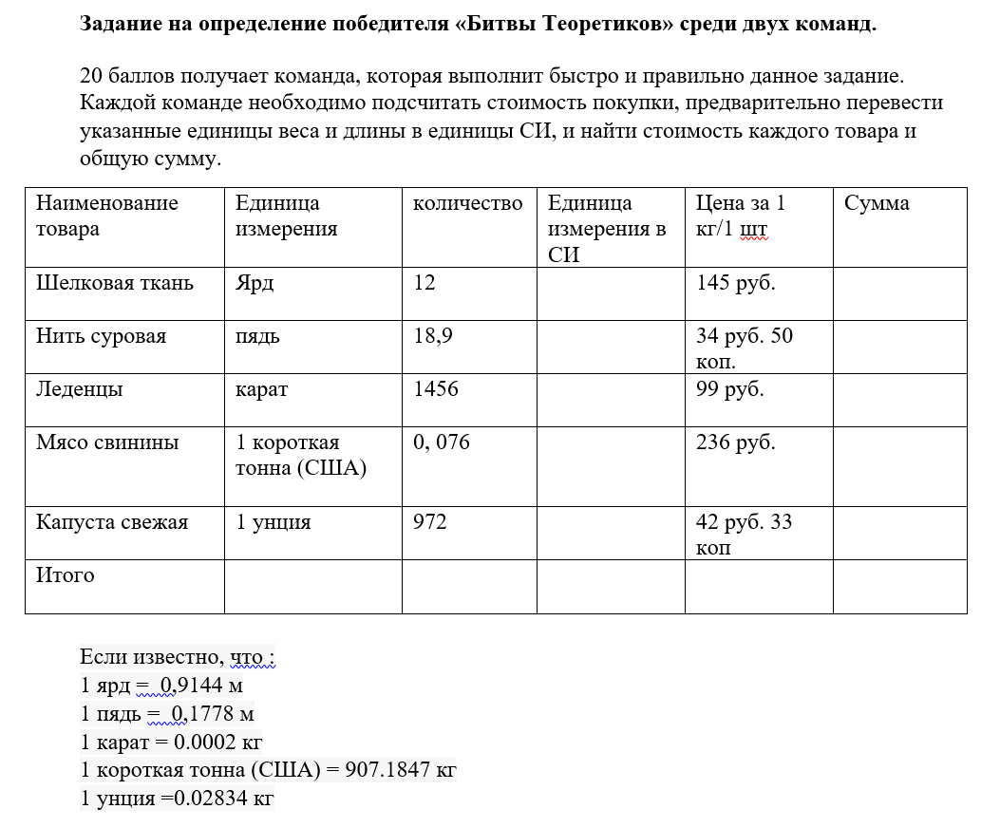 Задание на определение победителя «Битвы Теоретиков» среди двух команд.
20 баллов получает команда, которая выполнит быстро и правильно данное задание.
Каждой команде необходимо подсчитать стоимость покупки, предварительно перевести
указанные единицы веса и длины в единицы СИ, и найти стоимость каждого товара и
общую сумму.
Наименование товара | Единица измерения | количество | Единица измерения в СИ | Цена за 1 кг/1 шт | Сумма
Шелковая ткань | Ярд | 12 | | 145 руб. |
Нить суровая | пядь | 18,9 | | 34 руб. 50 коп. |
Леденцы | карат | 1456 | | 99 руб. |
Мясо свинины | 1 короткая тонна (США) | 0, 076 | | 236 руб. |
Капуста свежая | 1 унция | 972 | | 42 руб. 33 коп |
Итого
Если известно, что :
1 ярд =  0,9144 м
1 пядь =  0,1778 м
1 карат = 0.0002 кг
1 короткая тонна (США) = 907.1847 кг
1 унция =0.02834 кг